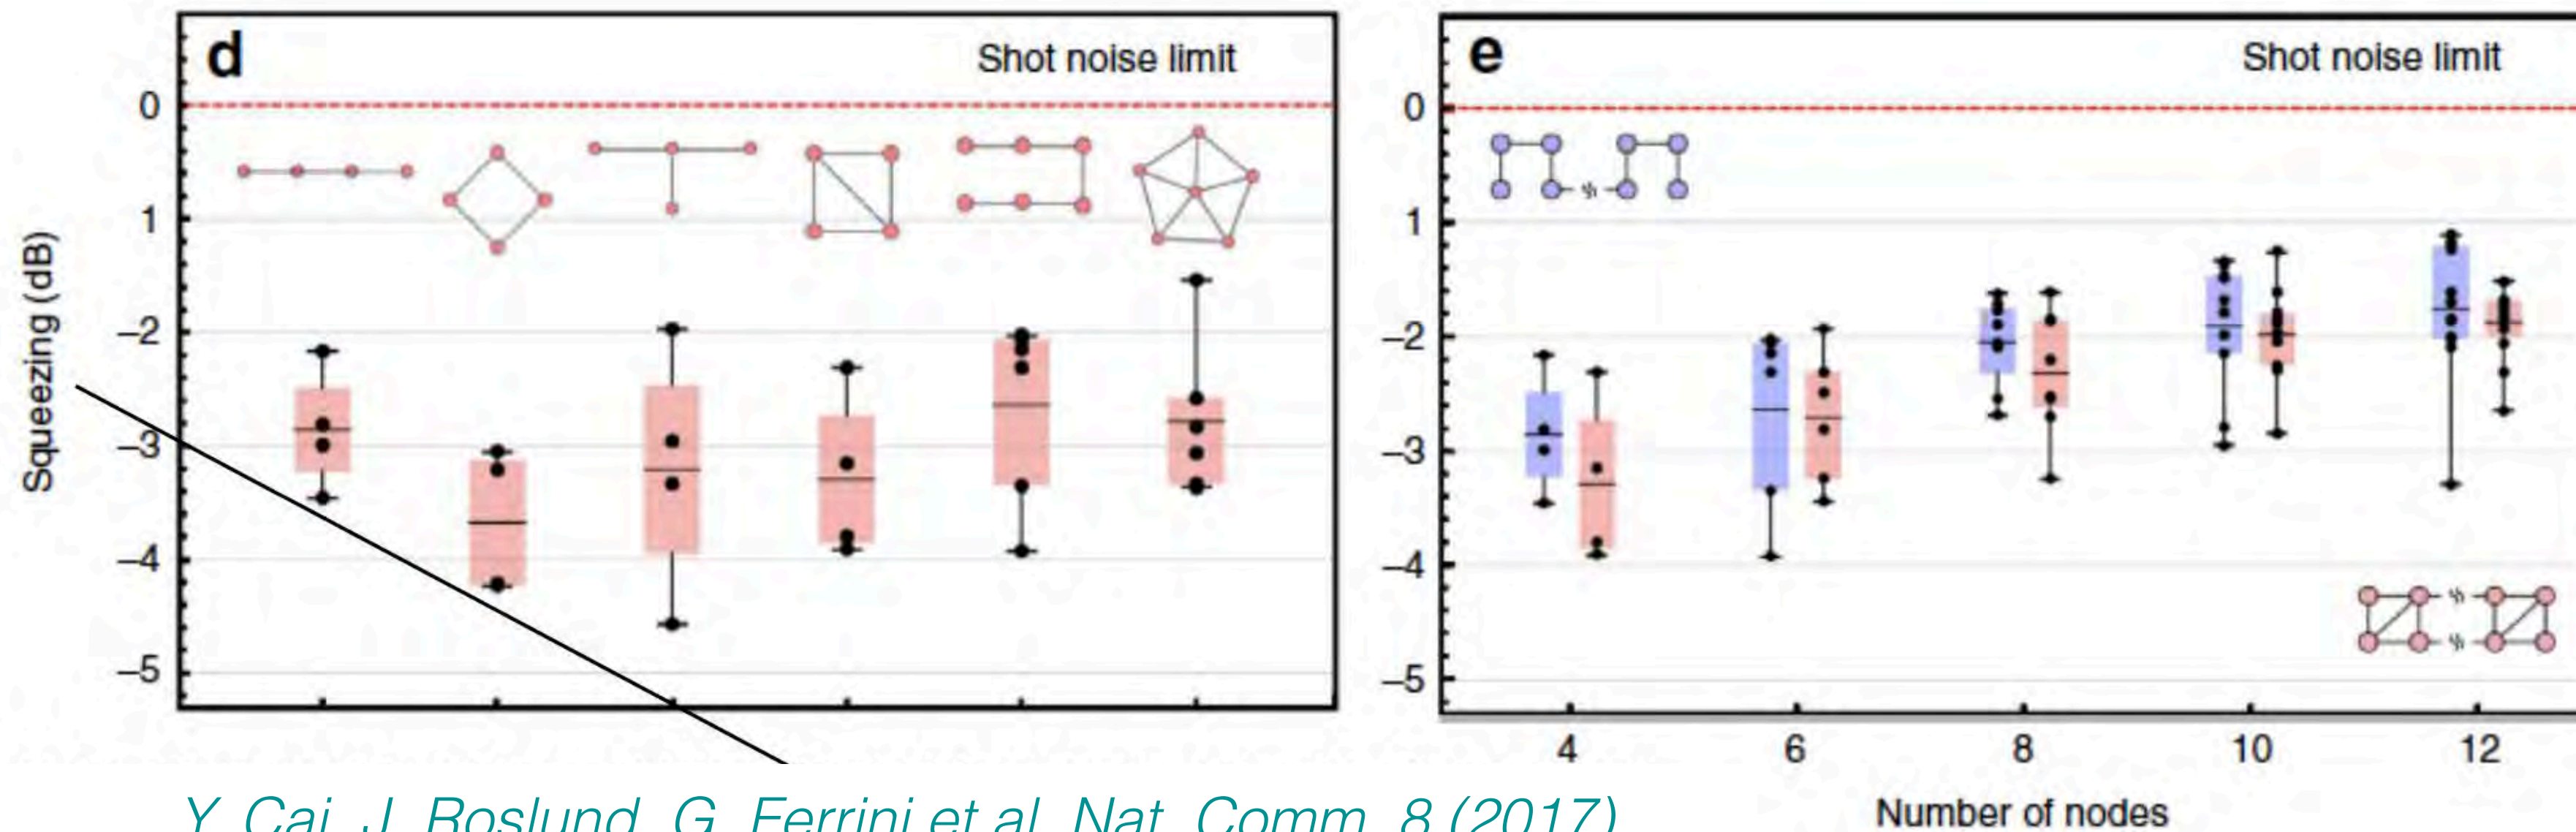 d
Shot noise limit
0
1
–2
–3
–4
–5
Squeezing (dB)
e
Shot noise limit
0
1
–2
–3
–4
–5
4 6 8 10 12
Number of nodes
Y. Cai, J. Roslund, G. Ferrini et al, Nat. Comm. 8 (2017)